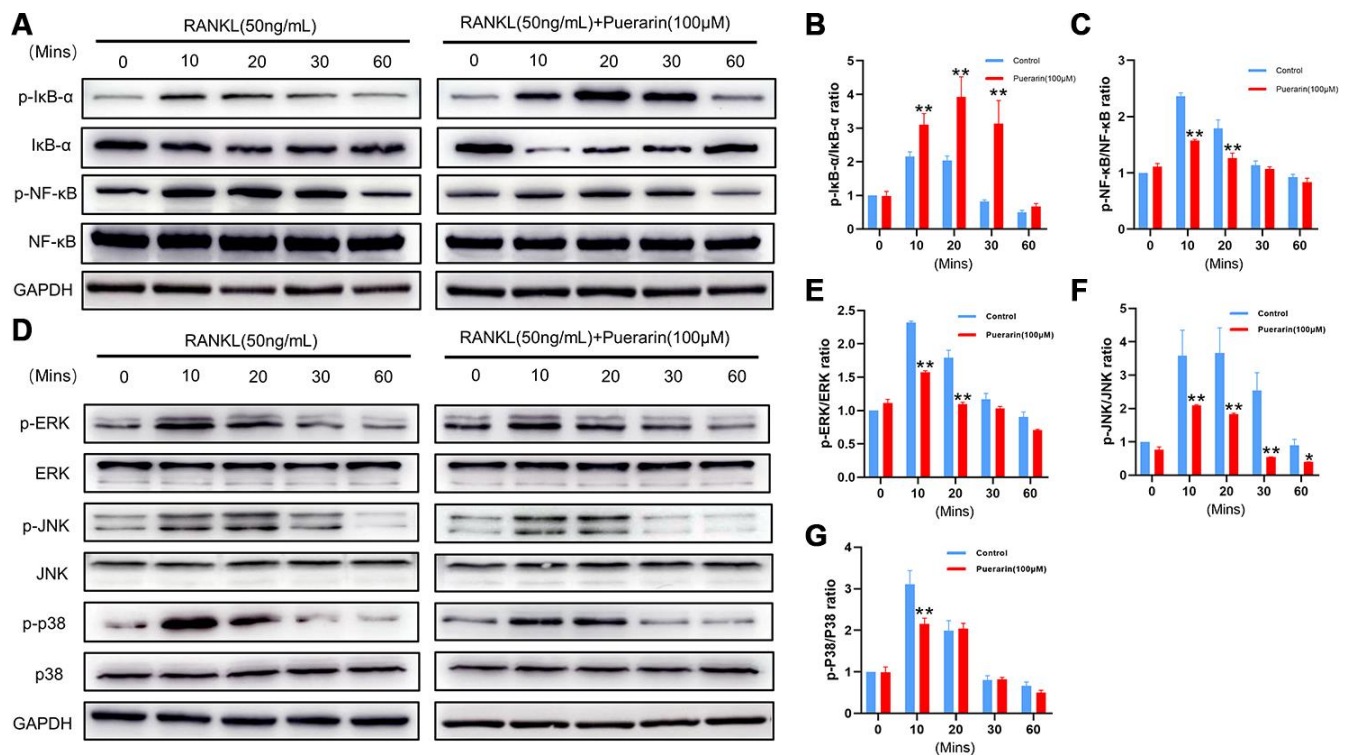 A
RANKL(50ng/mL)
RANKL(50ng/mL)+Puerarin(100μM)
(Mins)
0 10 20 30 60
0 10 20 30 60
p-IκB-α
IκB-α
p-NF-κB
NF-κB
GAPDH
B
5
4
3
2
1
0
p-IκB-α/IκB-α ratio
Control
Puerarin(100μM)
**
**
**
0 10 20 30 60
(Mins)
C
3
2
1
0
p-NF-κB/NF-κB ratio
Control
Puerarin(100μM)
**
**
0 10 20 30 60
(Mins)
D
RANKL(50ng/mL)
RANKL(50ng/mL)+Puerarin(100μM)
(Mins)
0 10 20 30 60
0 10 20 30 60
p-ERK
ERK
p-JNK
JNK
p-p38
p38
GAPDH
E
2.5
2.0
1.5
1.0
0.5
0.0
p-ERK/ERK ratio
Control
Puerarin(100μM)
**
**
0 10 20 30 60
(Mins)
F
5
4
3
2
1
0
p-JNK/JNK ratio
Control
Puerarin(100μM)
**
**
**
*
0 10 20 30 60
(Mins)
G
4
3
2
1
0
p-P38/P38 ratio
Control
Puerarin(100μM)
**
0 10 20 30 60
(Mins)